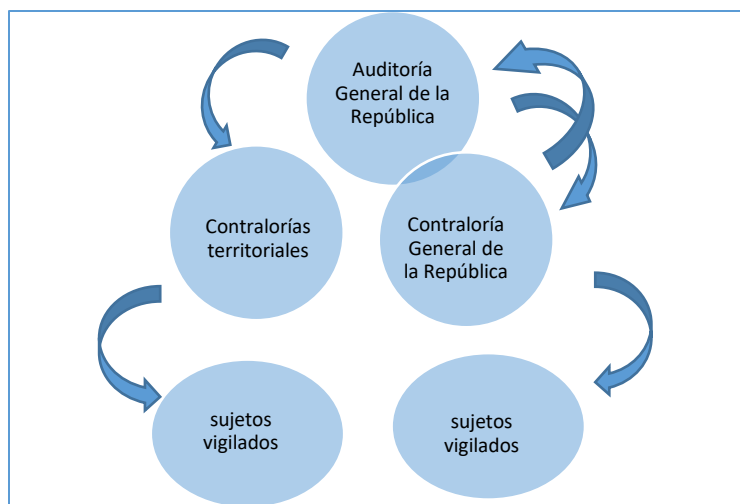 Auditoría
General de la
República
Contralorías
territoriales
Contraloría
General de
la República
sujetos
vigilados
sujetos
vigilados